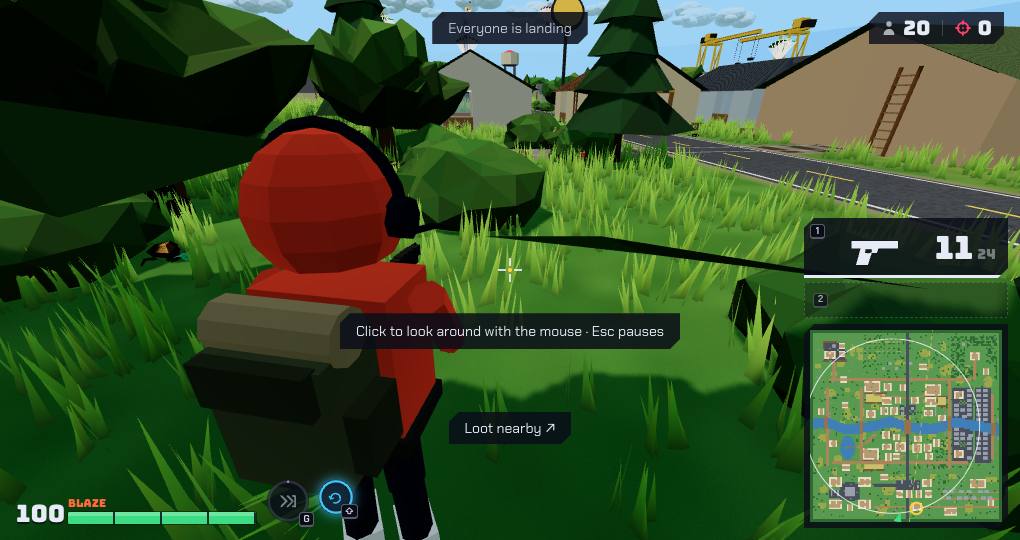 Everyone is landing
20
0
1
11 24
2
Click to look around with the mouse · Esc pauses
Loot nearby ↗
BLAZE
100
G